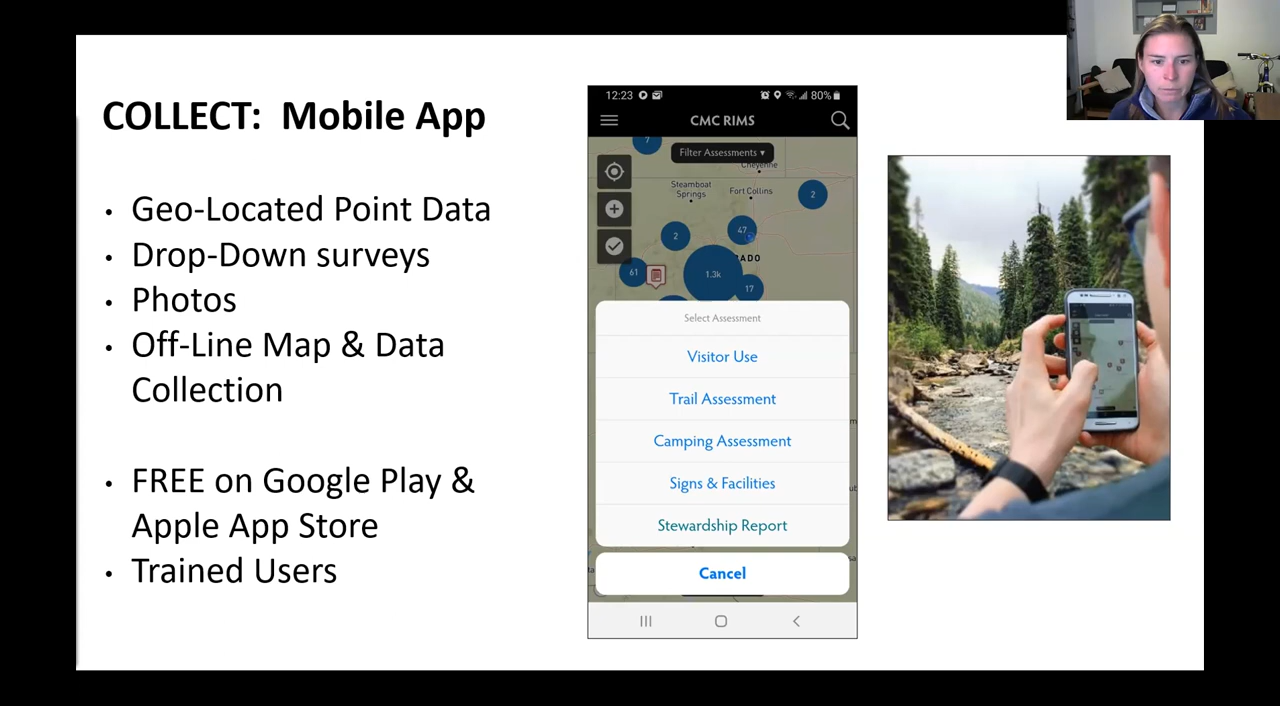 COLLECT:  Mobile App
• Geo-Located Point Data
• Drop-Down surveys
• Photos
• Off-Line Map & Data
Collection
• FREE on Google Play &
Apple App Store
• Trained Users
12:23
80%
CMC RIMS
7
Filter Assessments ▾
Cheyenne
Steamboat
Springs
Fort Collins
2
2
47
ADO
61
1.3k
17
Select Assessment
Visitor Use
Trail Assessment
Camping Assessment
Signs & Facilities
Stewardship Report
Cancel